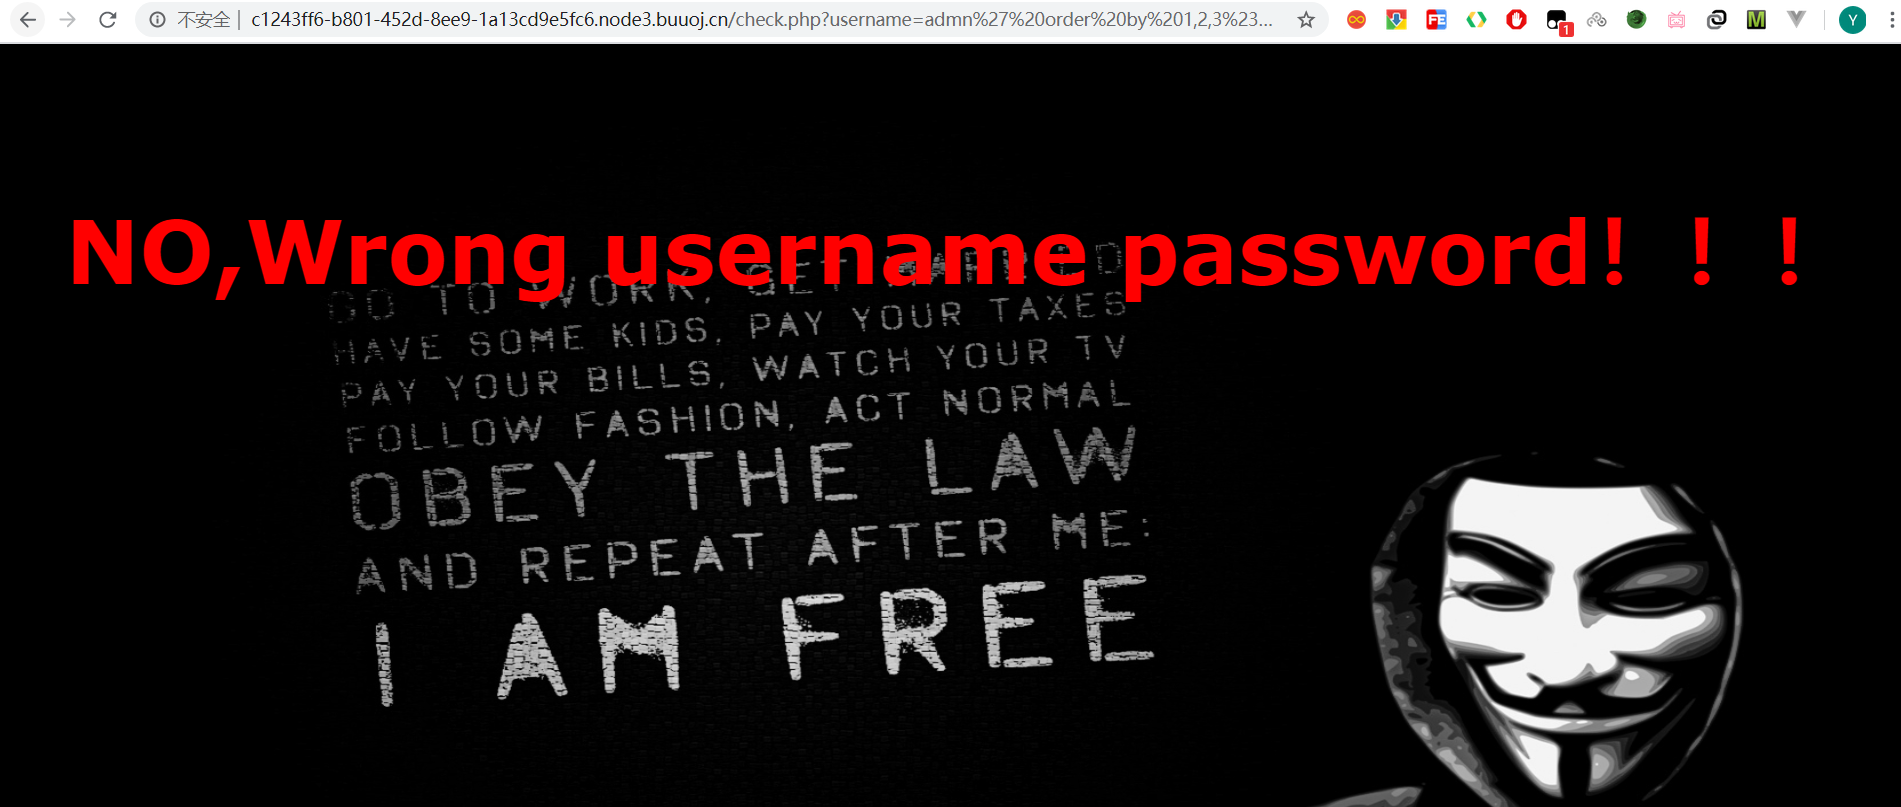 不安全 c1243ff6-b801-452d-8ee9-1a13cd9e5fc6.node3.buuoj.cn/check.php?username=admn%27%20order%20by%201,2,3%23...
FE
1
M
Y
NO,Wrong username password！！！
GO TO WORK, GET
HAVE SOME KIDS, PAY YOUR TAXES
PAY YOUR BILLS, WATCH YOUR TV
FOLLOW FASHION, ACT NORMAL
OBEY THE LAW
AND REPEAT AFTER ME:
I AM FREE